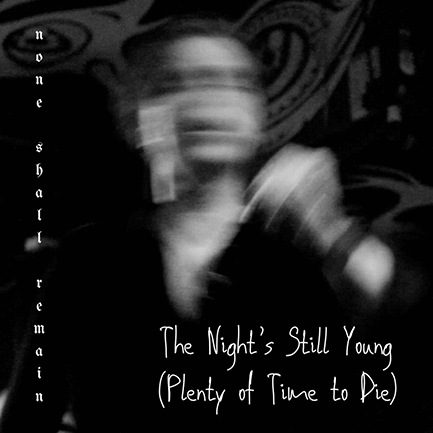 none shall remain
The Night's Still Young
(Plenty of Time to Die)